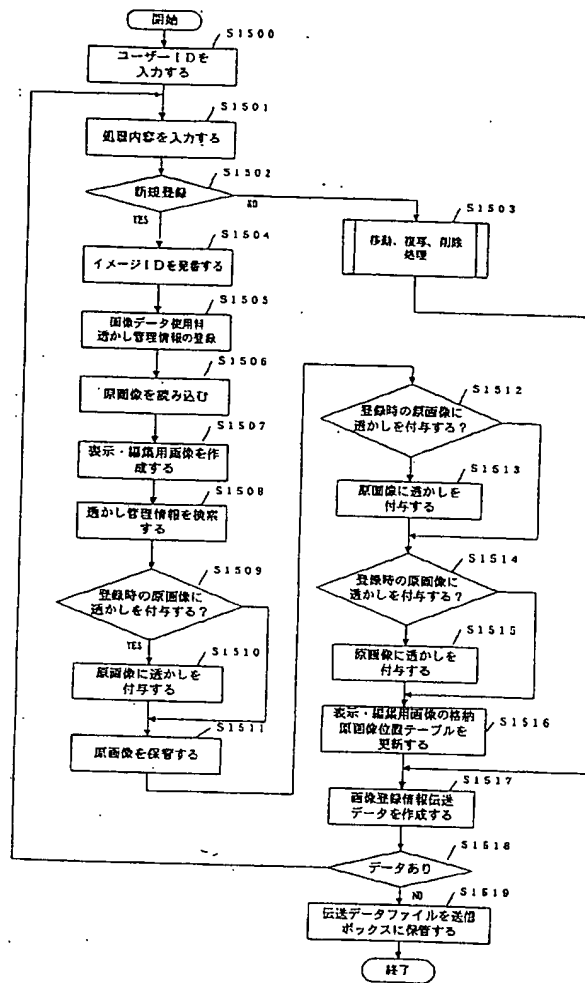 開始
S1500
ユーザーIDを
入力する
S1501
処理内容を入力する
S1502
新規登録
NO
YES
S1503
移動、複写、削除
処理
S1504
イメージIDを発番する
S1505
画像データ使用料
透かし管理情報の登録
S1506
原画像を読み込む
S1507
表示・編集用画像を作
成する
S1508
透かし管理情報を検索
する
S1509
登録時の原画像に
透かしを付与する?
YES
S1510
原画像に透かしを
付与する
S1511
原画像を保管する
S1512
登録時の原画像に
透かしを付与する?
S1513
原画像に透かしを
付与する
S1514
登録時の原画像に
透かしを付与する?
S1515
原画像に透かしを
付与する
表示・編集用画像の格納
原画像位置テーブルを
更新する
S1516
S1517
画像登録情報伝送
データを作成する
S1518
データあり
NO
S1519
伝送データファイルを送信
ボックスに保管する
終了